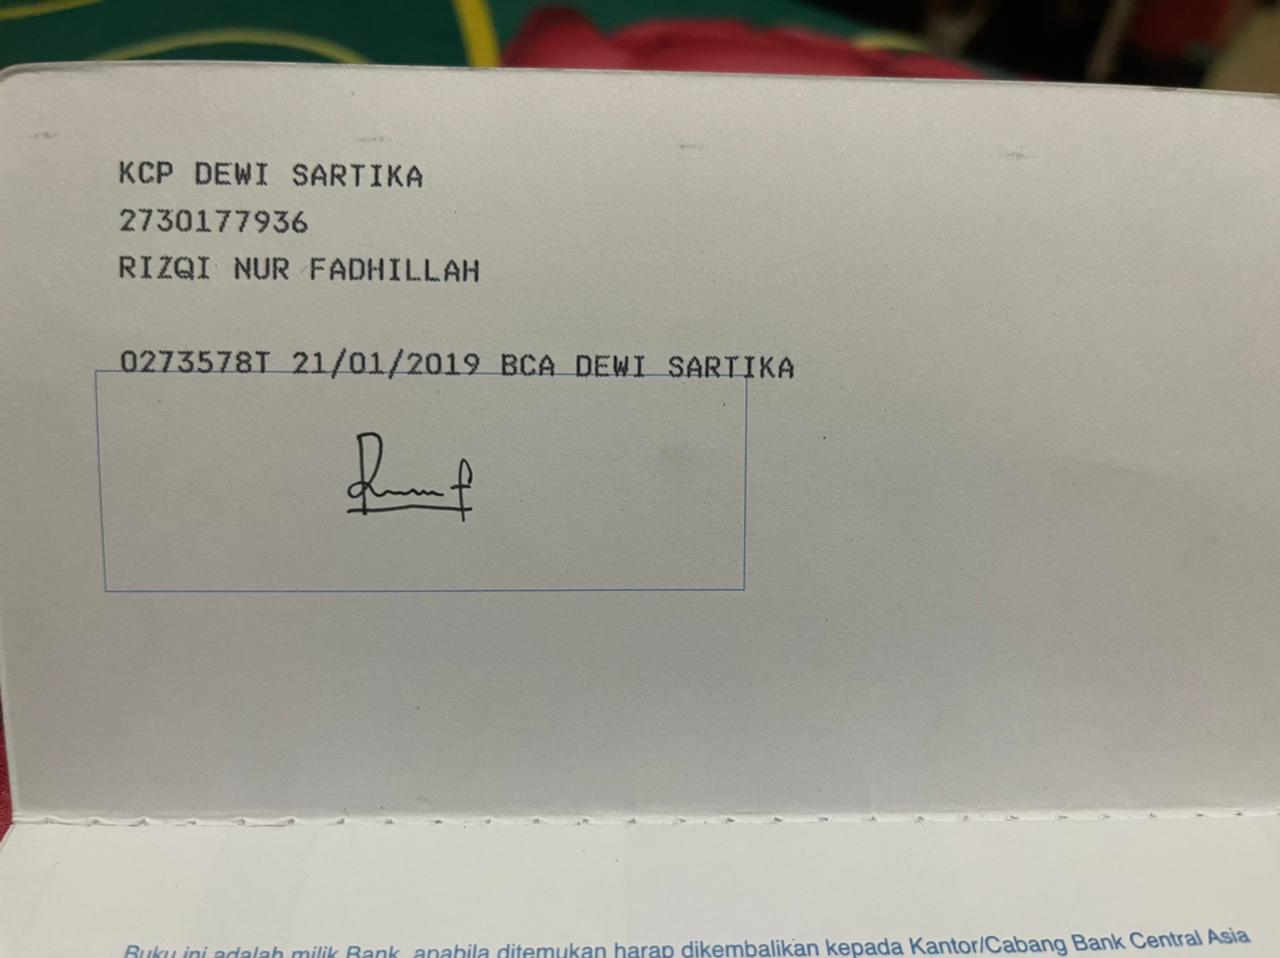 KCP DEWI SARTIKA
2730177936
RIZQI NUR FADHILLAH
0273578T 21/01/2019 BCA DEWI SARTIKA
Buku ini adalah milik Bank, apabila ditemukan harap dikembalikan kepada Kantor/Cabang Bank Central Asia